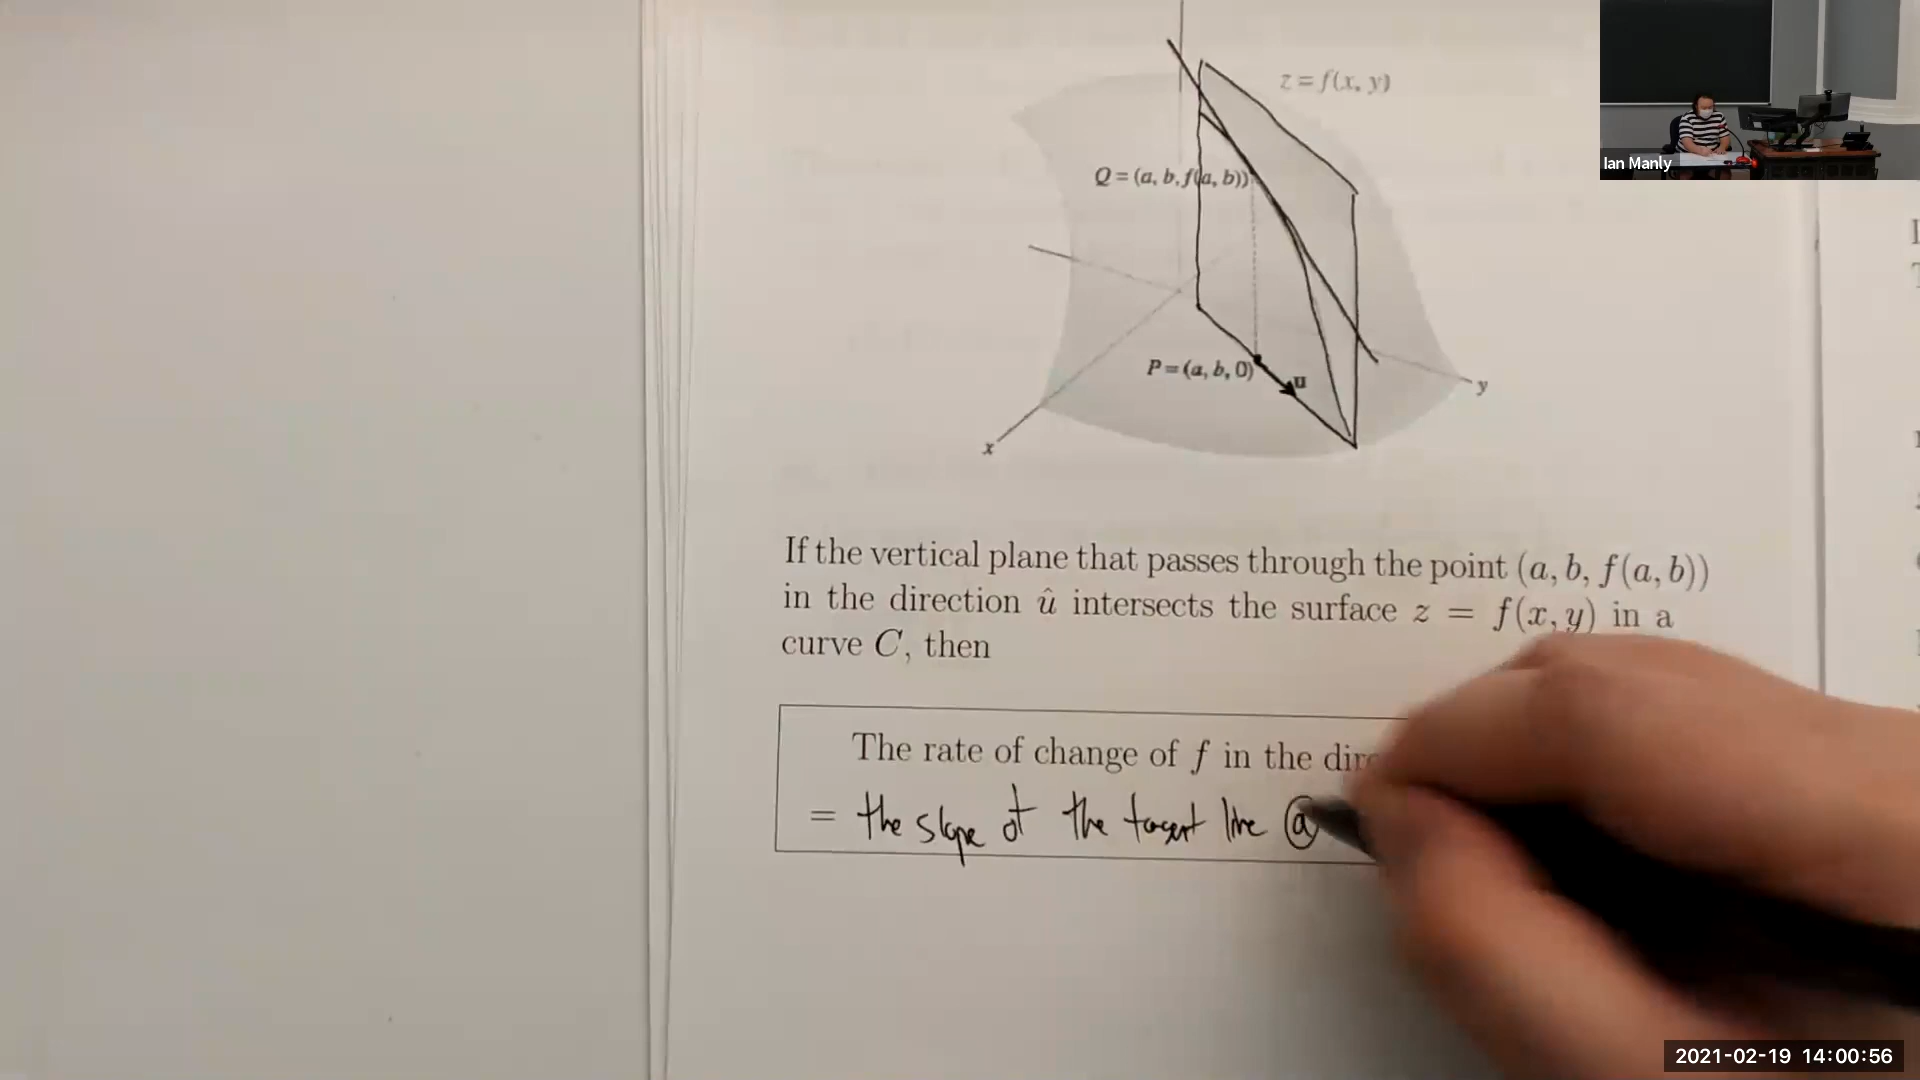 z = f(x, y)
Ian Manly
Q = (a, b, f(a, b))
P = (a, b, 0)
u
y
x
If the vertical plane that passes through the point (a, b, f(a, b))
in the direction û intersects the surface z = f(x, y) in a
curve C, then
The rate of change of f in the
= the slope of the tangent line @
2021-02-19 14:00:56